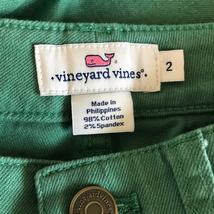 vineyard vines®
2
Made in
Philippines
98% Cotton
2% Spandex